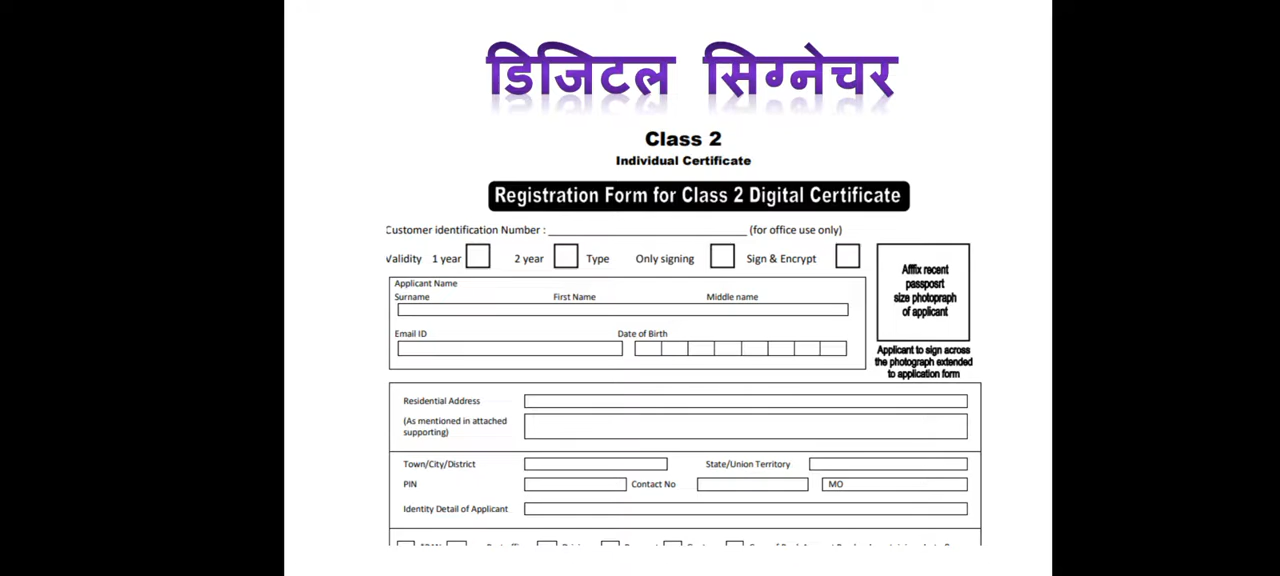 डिजिटल सिग्नेचर
Class 2
Individual Certificate
Registration Form for Class 2 Digital Certificate
Customer identification Number : ____________________ (for office use only)
Validity 1 year 2 year Type Only signing Sign & Encrypt
Afffix recent
passposrt
size photopraph
of applicant
Applicant to sign across
the photograph extended
to application form
Applicant Name
Surname First Name Middle name
Email ID Date of Birth
Residential Address
(As mentioned in attached
supporting)
Town/City/District State/Union Territory
PIN Contact No MO
Identity Detail of Applicant